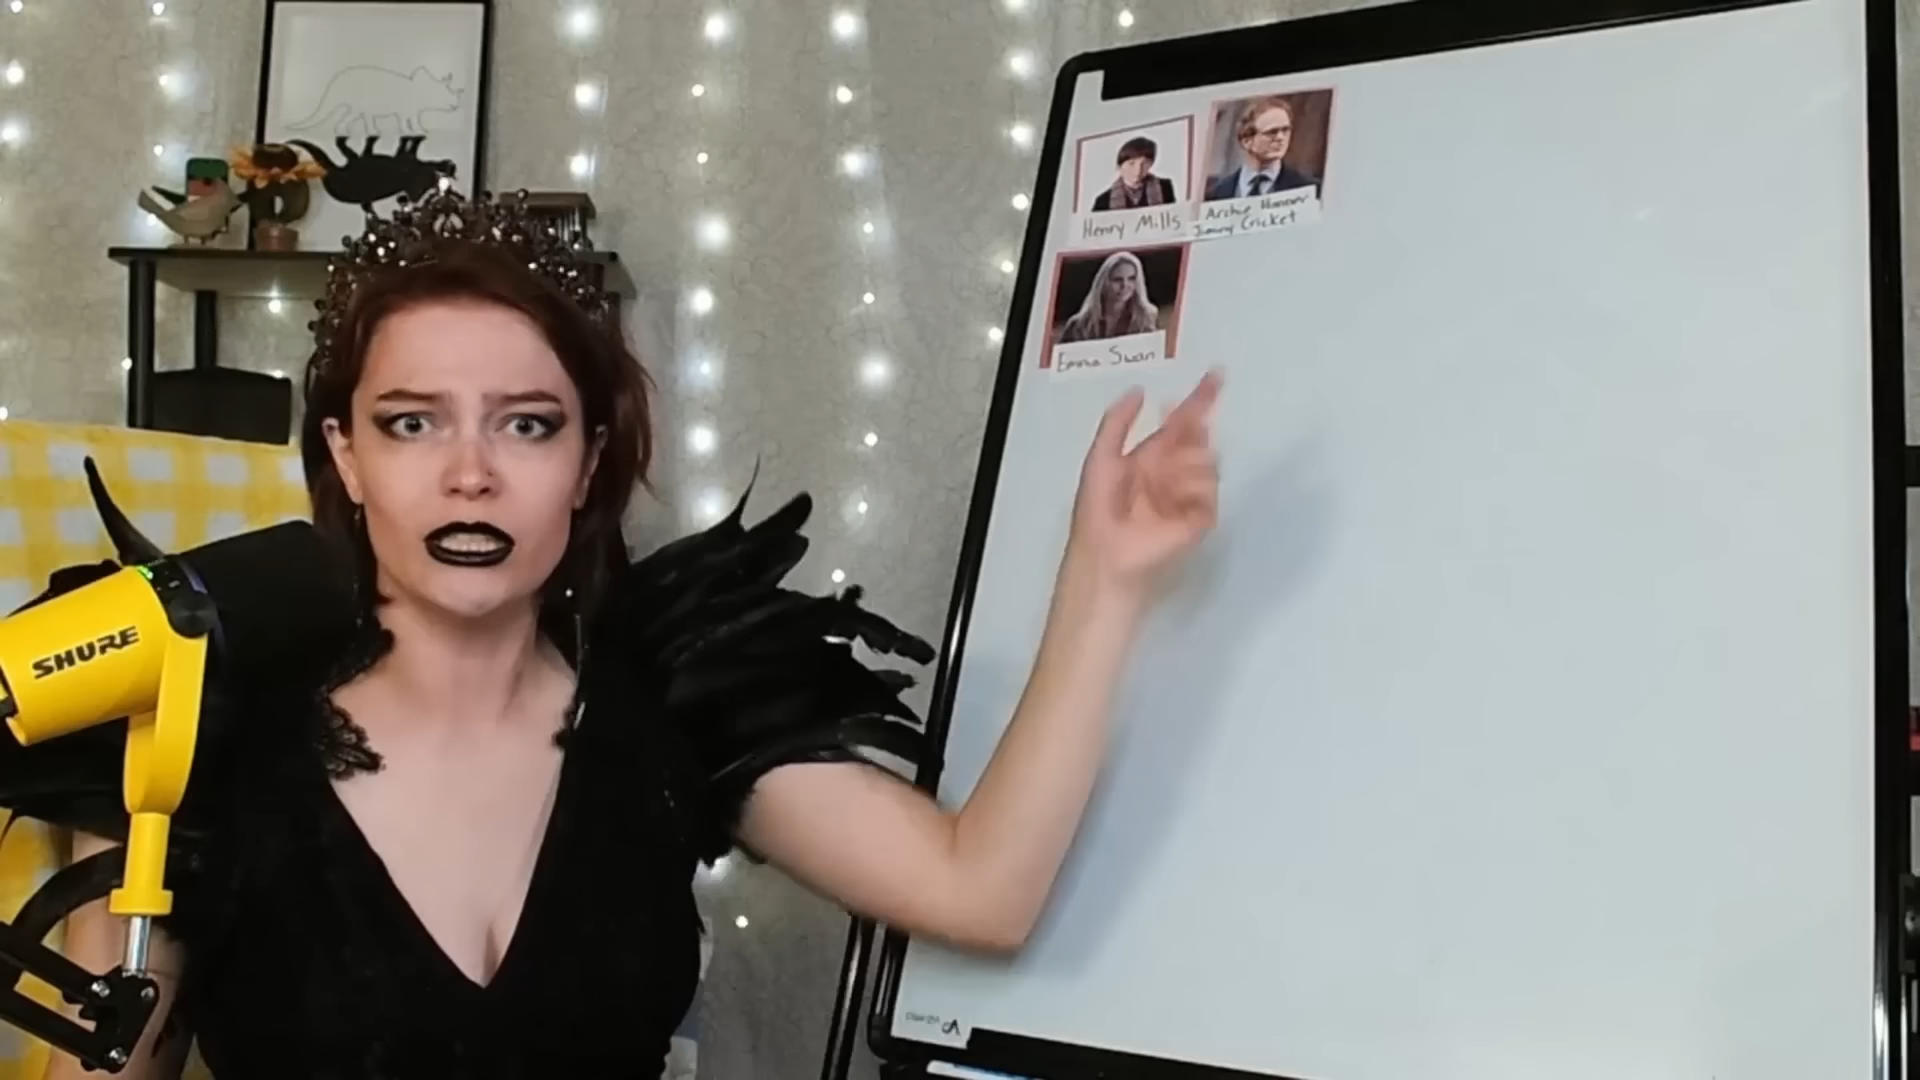 Henry Mills
Archie Hopper
Jiminy Cricket
Emma Swan
SHURE